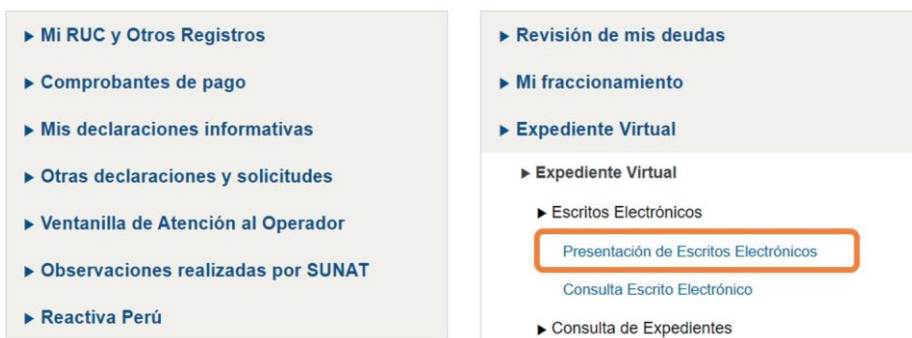 Mi RUC y Otros Registros
Comprobantes de pago
Mis declaraciones informativas
Otras declaraciones y solicitudes
Ventanilla de Atención al Operador
Observaciones realizadas por SUNAT
Reactiva Perú
Revisión de mis deudas
Mi fraccionamiento
Expediente Virtual
Expediente Virtual
Escritos Electrónicos
Presentación de Escritos Electrónicos
Consulta Escrito Electrónico
Consulta de Expedientes